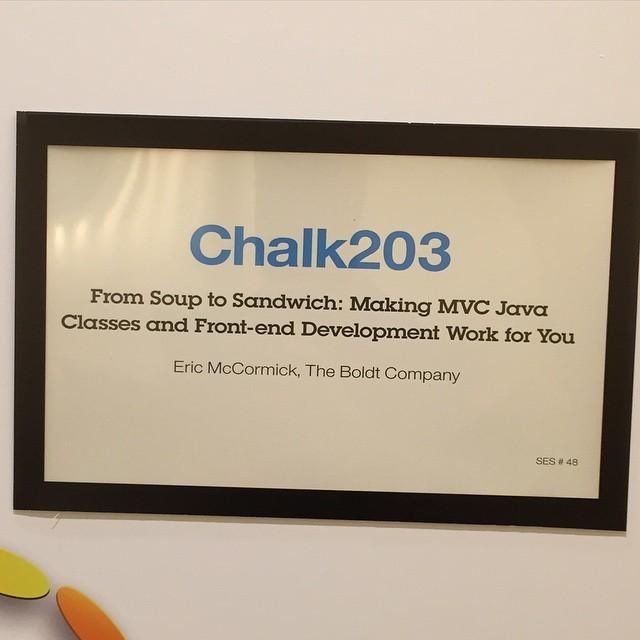 Chalk203
From Soup to Sandwich: Making MVC Java
Classes and Front-end Development Work for You
Eric McCormick, The Boldt Company
SES # 48